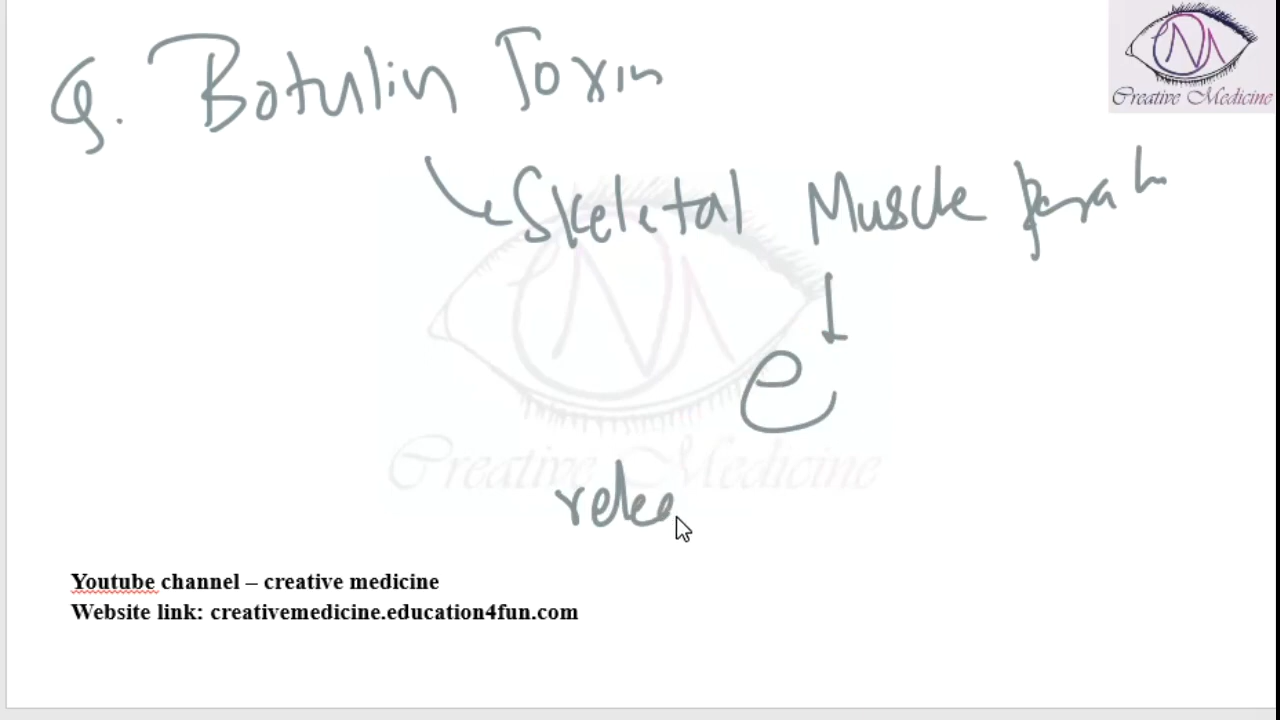 Q. Botulin Toxin
Creative Medicine
Skeletal Muscle
e
Creative Medicine
relea
Youtube channel – creative medicine
Website link: creativemedicine.education4fun.com